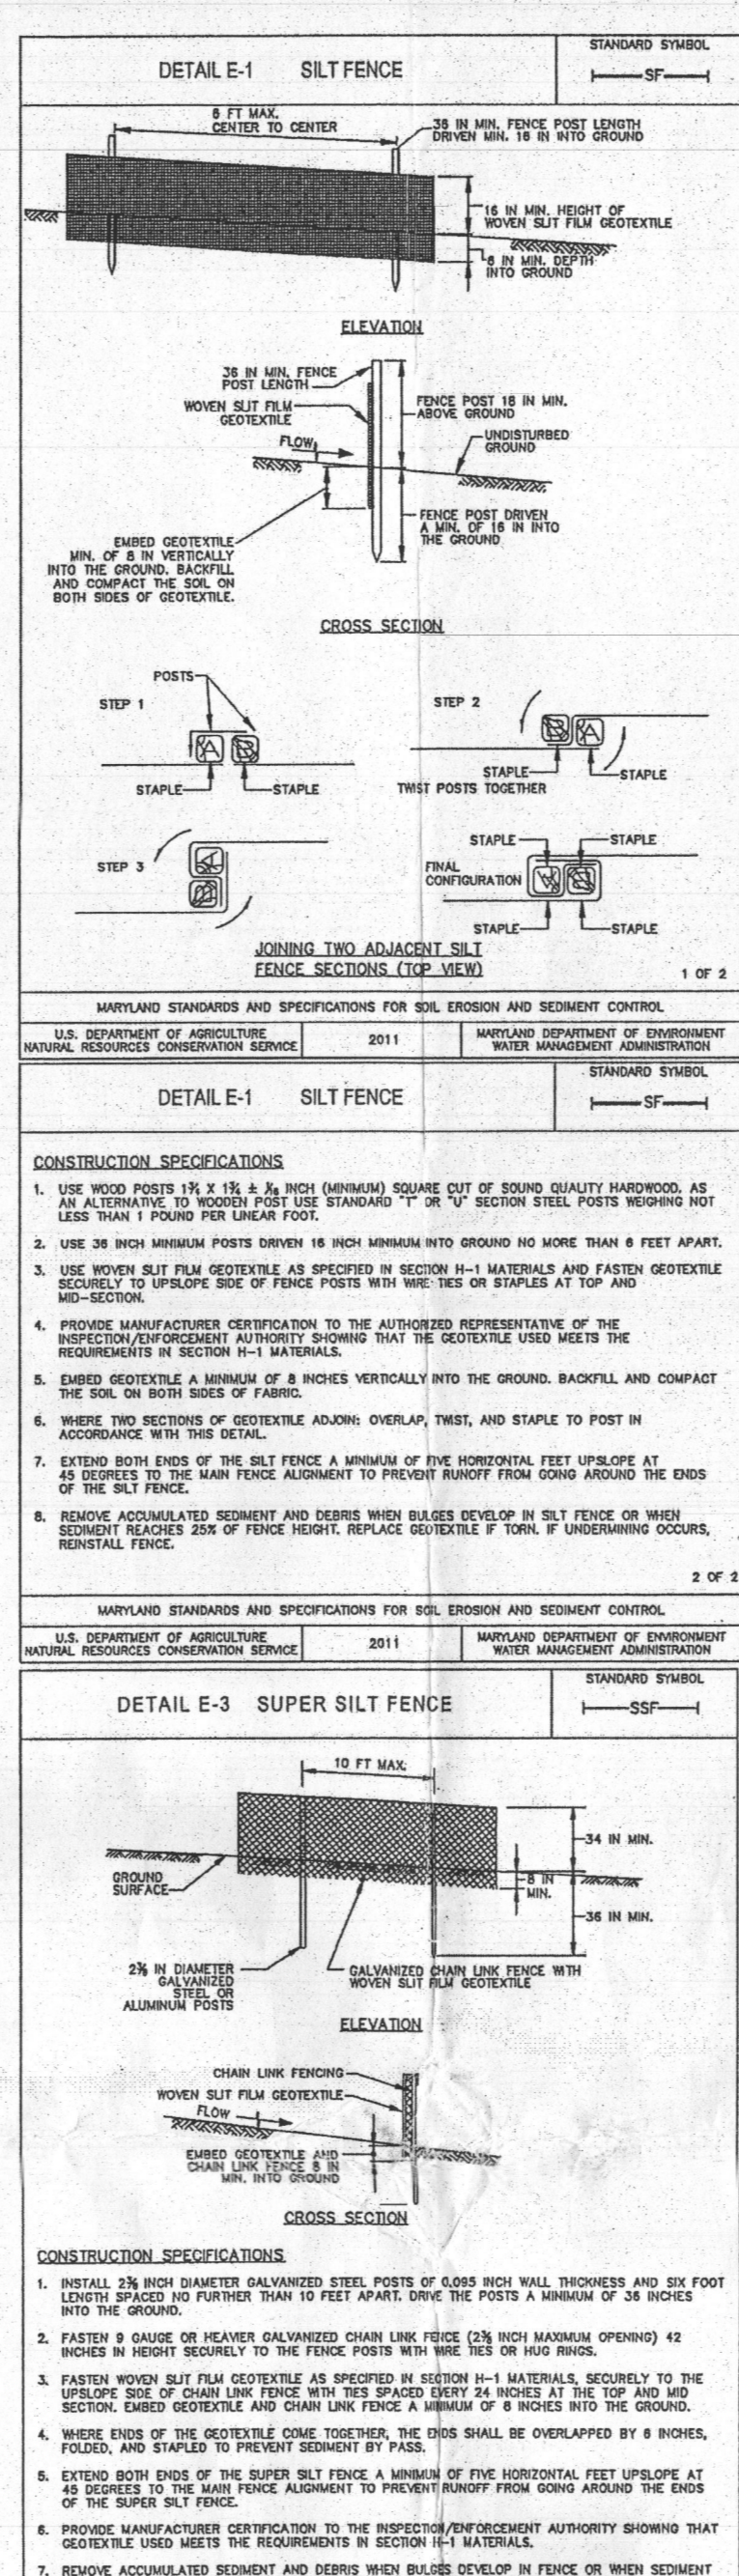 DETAIL E-1 SILT FENCE
STANDARD SYMBOL
SF
6 FT MAX.
CENTER TO CENTER
36 IN MIN. FENCE POST LENGTH
DRIVEN MIN. 16 IN INTO GROUND
16 IN MIN. HEIGHT OF
WOVEN SLIT FILM GEOTEXTILE
8 IN MIN. DEPTH
INTO GROUND
ELEVATION
36 IN MIN. FENCE
POST LENGTH
WOVEN SLIT FILM
GEOTEXTILE
FLOW
FENCE POST 18 IN MIN.
ABOVE GROUND
UNDISTURBED
GROUND
EMBED GEOTEXTILE
MIN. OF 8 IN VERTICALLY
INTO THE GROUND. BACKFILL
AND COMPACT THE SOIL ON
BOTH SIDES OF GEOTEXTILE.
FENCE POST DRIVEN
A MIN. OF 16 IN INTO
THE GROUND
CROSS SECTION
POSTS
STEP 1
A B
STAPLE STAPLE
STEP 2
B A
STAPLE STAPLE
TWIST POSTS TOGETHER
STEP 3
A
B
STAPLE STAPLE
FINAL
CONFIGURATION
A B
STAPLE STAPLE
JOINING TWO ADJACENT SILT
FENCE SECTIONS (TOP VIEW)
1 OF 2
MARYLAND STANDARDS AND SPECIFICATIONS FOR SOIL EROSION AND SEDIMENT CONTROL
U.S. DEPARTMENT OF AGRICULTURE
NATURAL RESOURCES CONSERVATION SERVICE
2011
MARYLAND DEPARTMENT OF ENVIRONMENT
WATER MANAGEMENT ADMINISTRATION
DETAIL E-1 SILT FENCE
STANDARD SYMBOL
SF
CONSTRUCTION SPECIFICATIONS
1. USE WOOD POSTS 1¾ X 1¾ ± 1/16 INCH (MINIMUM) SQUARE CUT OF SOUND QUALITY HARDWOOD. AS
AN ALTERNATIVE TO WOODEN POST USE STANDARD "T" OR "U" SECTION STEEL POSTS WEIGHING NOT
LESS THAN 1 POUND PER LINEAR FOOT.
2. USE 36 INCH MINIMUM POSTS DRIVEN 16 INCH MINIMUM INTO GROUND NO MORE THAN 6 FEET APART.
3. USE WOVEN SLIT FILM GEOTEXTILE AS SPECIFIED IN SECTION H-1 MATERIALS AND FASTEN GEOTEXTILE
SECURELY TO UPSLOPE SIDE OF FENCE POSTS WITH WIRE TIES OR STAPLES AT TOP AND
MID-SECTION.
4. PROVIDE MANUFACTURER CERTIFICATION TO THE AUTHORIZED REPRESENTATIVE OF THE
INSPECTION/ENFORCEMENT AUTHORITY SHOWING THAT THE GEOTEXTILE USED MEETS THE
REQUIREMENTS IN SECTION H-1 MATERIALS.
5. EMBED GEOTEXTILE A MINIMUM OF 8 INCHES VERTICALLY INTO THE GROUND. BACKFILL AND COMPACT
THE SOIL ON BOTH SIDES OF FABRIC.
6. WHERE TWO SECTIONS OF GEOTEXTILE ADJOIN: OVERLAP, TWIST, AND STAPLE TO POST IN
ACCORDANCE WITH THIS DETAIL.
7. EXTEND BOTH ENDS OF THE SILT FENCE A MINIMUM OF FIVE HORIZONTAL FEET UPSLOPE AT
45 DEGREES TO THE MAIN FENCE ALIGNMENT TO PREVENT RUNOFF FROM GOING AROUND THE ENDS
OF THE SILT FENCE.
8. REMOVE ACCUMULATED SEDIMENT AND DEBRIS WHEN BULGES DEVELOP IN SILT FENCE OR WHEN
SEDIMENT REACHES 25% OF FENCE HEIGHT. REPLACE GEOTEXTILE IF TORN. IF UNDERMINING OCCURS,
REINSTALL FENCE.
2 OF 2
MARYLAND STANDARDS AND SPECIFICATIONS FOR SOIL EROSION AND SEDIMENT CONTROL
U.S. DEPARTMENT OF AGRICULTURE
NATURAL RESOURCES CONSERVATION SERVICE
2011
MARYLAND DEPARTMENT OF ENVIRONMENT
WATER MANAGEMENT ADMINISTRATION
DETAIL E-3 SUPER SILT FENCE
STANDARD SYMBOL
SSF
10 FT MAX.
34 IN MIN.
GROUND
SURFACE
8 IN
MIN.
36 IN MIN.
2⅜ IN DIAMETER
GALVANIZED
STEEL OR
ALUMINUM POSTS
GALVANIZED CHAIN LINK FENCE WITH
WOVEN SLIT FILM GEOTEXTILE
ELEVATION
CHAIN LINK FENCING
WOVEN SLIT FILM GEOTEXTILE
FLOW
EMBED GEOTEXTILE AND
CHAIN LINK FENCE 8 IN
MIN. INTO GROUND
CROSS SECTION
CONSTRUCTION SPECIFICATIONS
1. INSTALL 2⅜ INCH DIAMETER GALVANIZED STEEL POSTS OF 0.095 INCH WALL THICKNESS AND SIX FOOT
LENGTH SPACED NO FURTHER THAN 10 FEET APART. DRIVE THE POSTS A MINIMUM OF 36 INCHES
INTO THE GROUND.
2. FASTEN 9 GAUGE OR HEAVIER GALVANIZED CHAIN LINK FENCE (2⅜ INCH MAXIMUM OPENING) 42
INCHES IN HEIGHT SECURELY TO THE FENCE POSTS WITH WIRE TIES OR HUG RINGS.
3. FASTEN WOVEN SLIT FILM GEOTEXTILE AS SPECIFIED IN SECTION H-1 MATERIALS, SECURELY TO THE
UPSLOPE SIDE OF CHAIN LINK FENCE WITH TIES SPACED EVERY 24 INCHES AT THE TOP AND MID
SECTION. EMBED GEOTEXTILE AND CHAIN LINK FENCE A MINIMUM OF 8 INCHES INTO THE GROUND.
4. WHERE ENDS OF THE GEOTEXTILE COME TOGETHER, THE ENDS SHALL BE OVERLAPPED BY 6 INCHES,
FOLDED, AND STAPLED TO PREVENT SEDIMENT BY PASS.
5. EXTEND BOTH ENDS OF THE SUPER SILT FENCE A MINIMUM OF FIVE HORIZONTAL FEET UPSLOPE AT
45 DEGREES TO THE MAIN FENCE ALIGNMENT TO PREVENT RUNOFF FROM GOING AROUND THE ENDS
OF THE SUPER SILT FENCE.
6. PROVIDE MANUFACTURER CERTIFICATION TO THE INSPECTION/ENFORCEMENT AUTHORITY SHOWING THAT
GEOTEXTILE USED MEETS THE REQUIREMENTS IN SECTION H-1 MATERIALS.
7. REMOVE ACCUMULATED SEDIMENT AND DEBRIS WHEN BULGES DEVELOP IN FENCE OR WHEN SEDIMENT